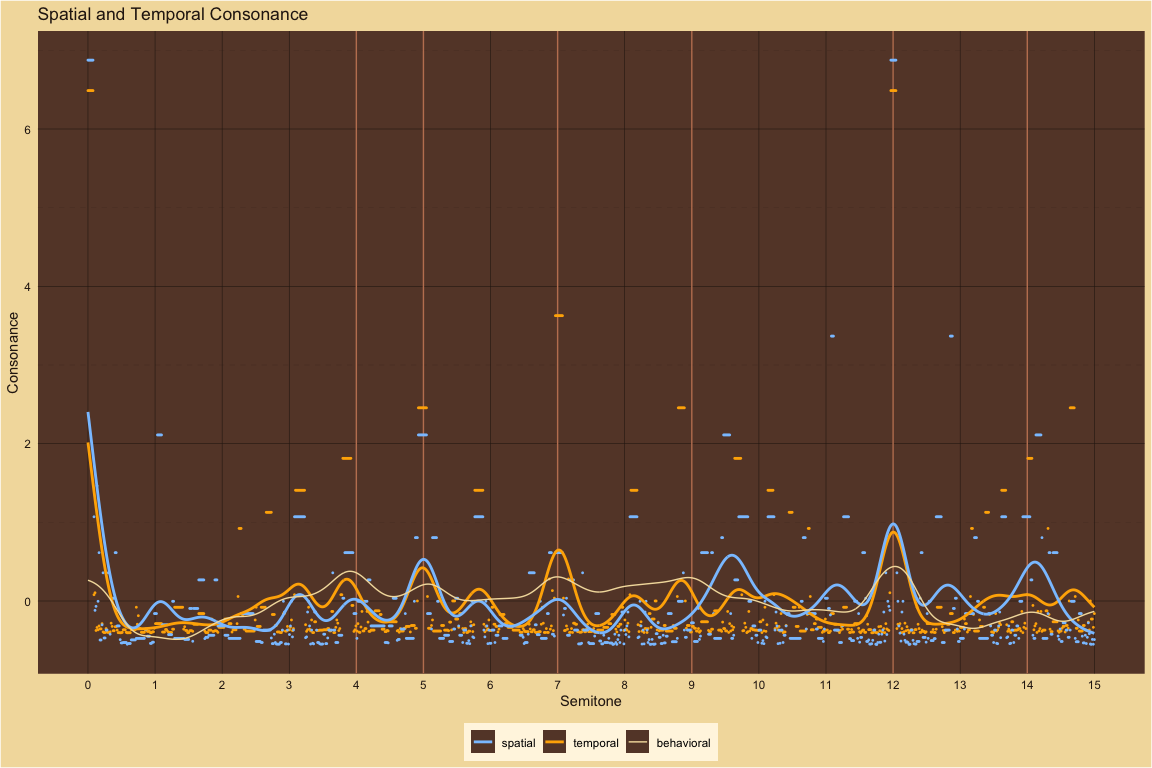 Spatial and Temporal Consonance
Consonance
6
4
2
0
0 1 2 3 4 5 6 7 8 9 10 11 12 13 14 15
Semitone
spatial temporal behavioral